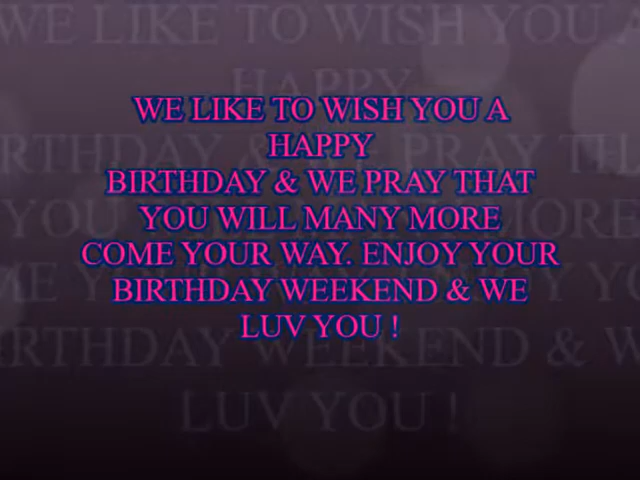 WE LIKE TO WISH YOU A
HAPPY
BIRTHDAY & WE PRAY THAT
YOU WILL MANY MORE
COME YOUR WAY. ENJOY YOUR
BIRTHDAY WEEKEND & WE
LUV YOU !